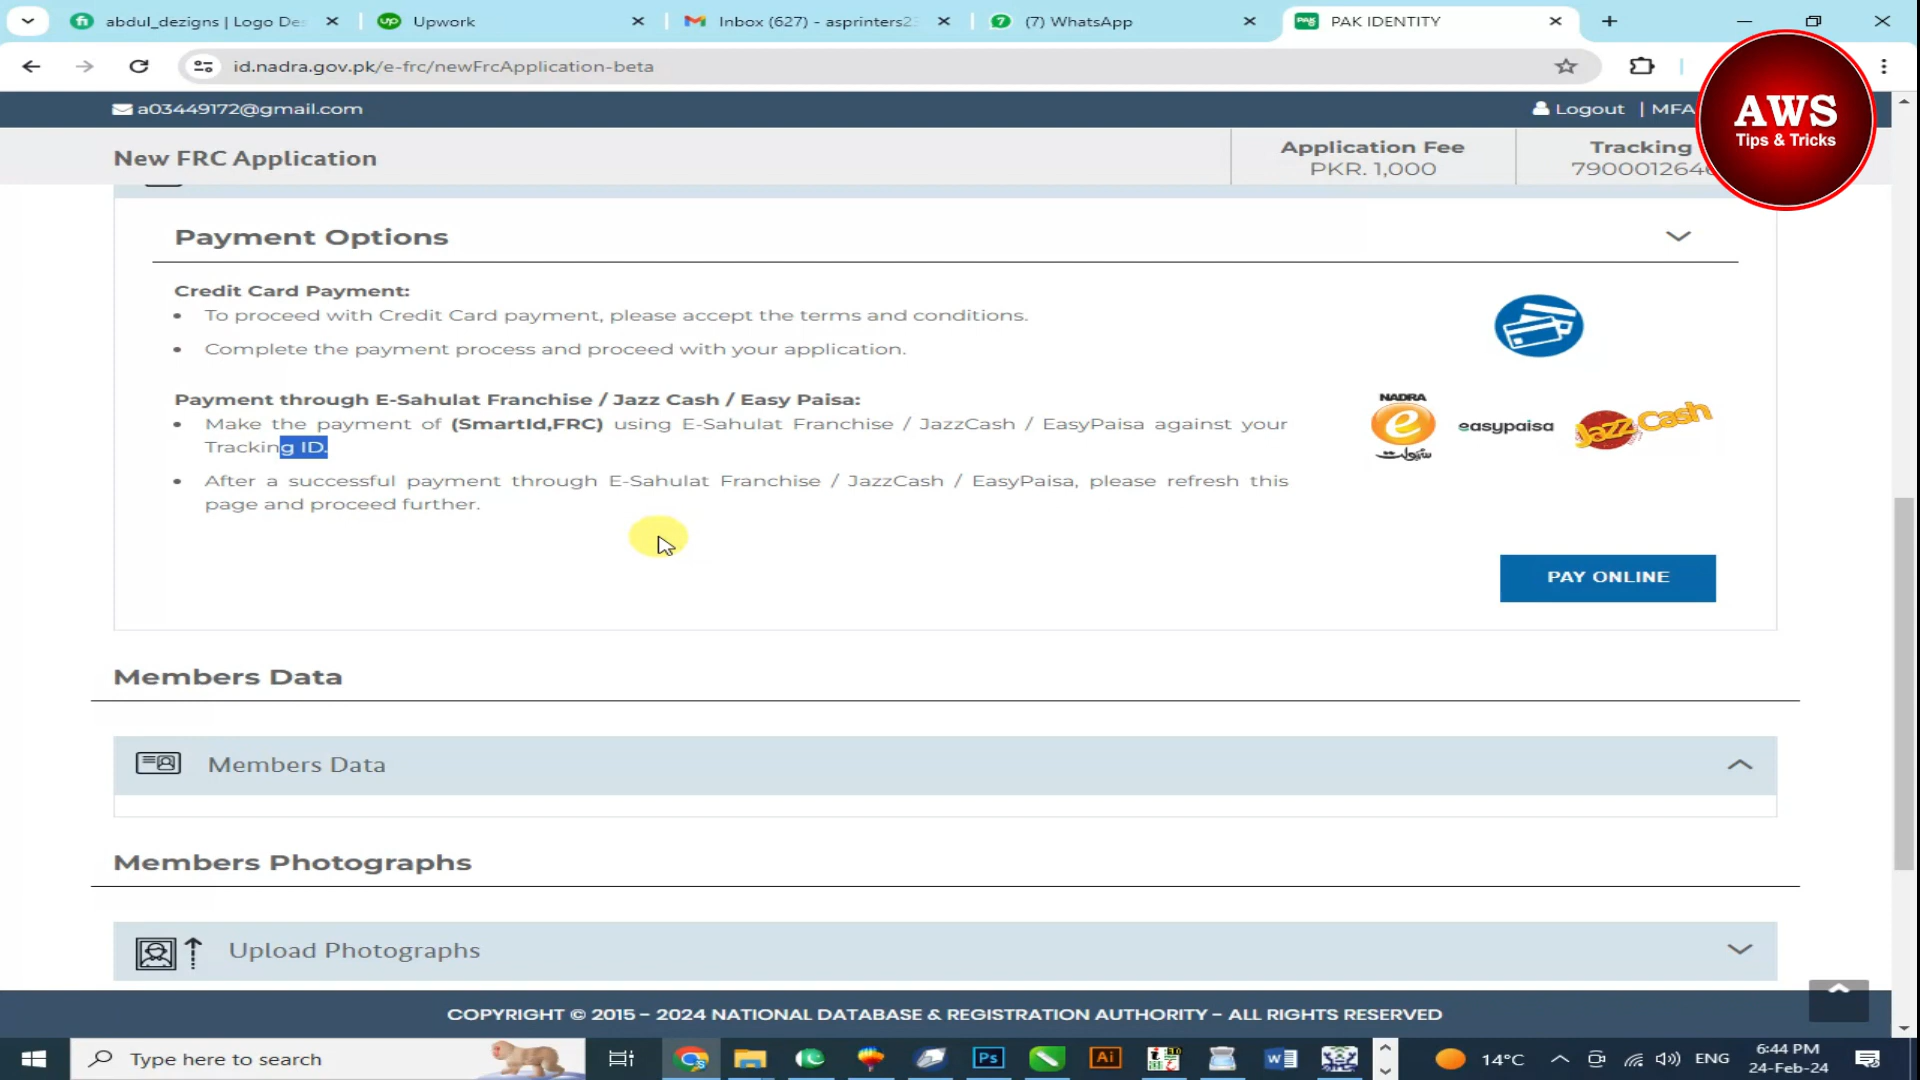 abdul_dezigns | Logo De
Upwork
Inbox (627) - asprinters2
(7) WhatsApp
PAK IDENTITY
id.nadra.gov.pk/e-frc/newFrcApplication-beta
AWS
Tips & Tricks
a03449172@gmail.com
Logout | MFA
New FRC Application
Application Fee
PKR. 1,000
Tracking
7900012646
Payment Options
Credit Card Payment:
• To proceed with Credit Card payment, please accept the terms and conditions.
• Complete the payment process and proceed with your application.
Payment through E-Sahulat Franchise / Jazz Cash / Easy Paisa:
• Make the payment of (SmartId,FRC) using E-Sahulat Franchise / JazzCash / EasyPaisa against your
Tracking ID.
• After a successful payment through E-Sahulat Franchise / JazzCash / EasyPaisa, please refresh this
page and proceed further.
NADRA
e
سہولت
easypaisa
JazzCash
PAY ONLINE
Members Data
Members Data
Members Photographs
Upload Photographs
COPYRIGHT © 2015 - 2024 NATIONAL DATABASE & REGISTRATION AUTHORITY - ALL RIGHTS RESERVED
Type here to search
Ps
Ai
W
14°C
ENG
6:44 PM
24-Feb-24